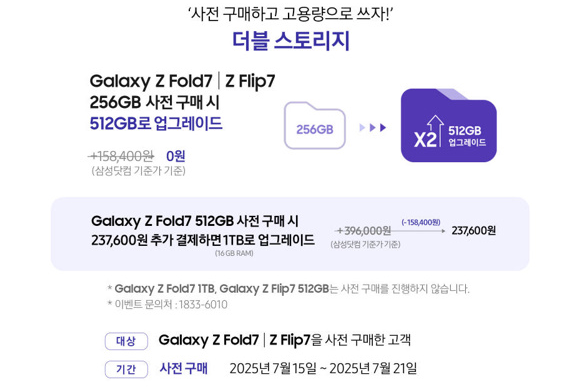 ‘사전 구매하고 고용량으로 쓰자!’
더블 스토리지
Galaxy Z Fold7 | Z Flip7
256GB 사전 구매 시
512GB로 업그레이드
+158,400원 0원
(삼성닷컴 기준가 기준)
256GB
X2 512GB
업그레이드
Galaxy Z Fold7 512GB 사전 구매 시
237,600원 추가 결제하면 1TB로 업그레이드
(16GB RAM)
(-158,400원)
+396,000원 237,600원
(삼성닷컴 기준가 기준)
* Galaxy Z Fold7 1TB, Galaxy Z Flip7 512GB는 사전 구매를 진행하지 않습니다.
* 이벤트 문의처 : 1833-6010
대상 Galaxy Z Fold7 | Z Flip7을 사전 구매한 고객
기간 사전 구매 2025년 7월 15일 ~ 2025년 7월 21일